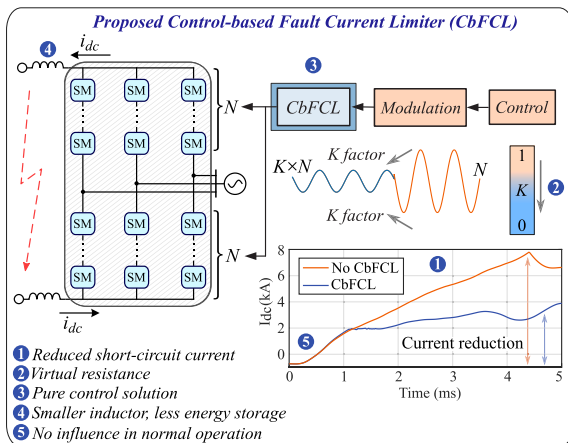 Proposed Control-based Fault Current Limiter (CbFCL)
4 i_dc
3
SM SM SM
N
CbFCL Modulation Control
SM SM SM
K factor
K×N N
K factor
1
K
0
2
SM SM SM
N
SM SM SM
i_dc
8
6
4
2
0
I_dc(kA)
No CbFCL
CbFCL
1
5
Current reduction
0 1 2 3 4 5
Time (ms)
1 Reduced short-circuit current
2 Virtual resistance
3 Pure control solution
4 Smaller inductor, less energy storage
5 No influence in normal operation